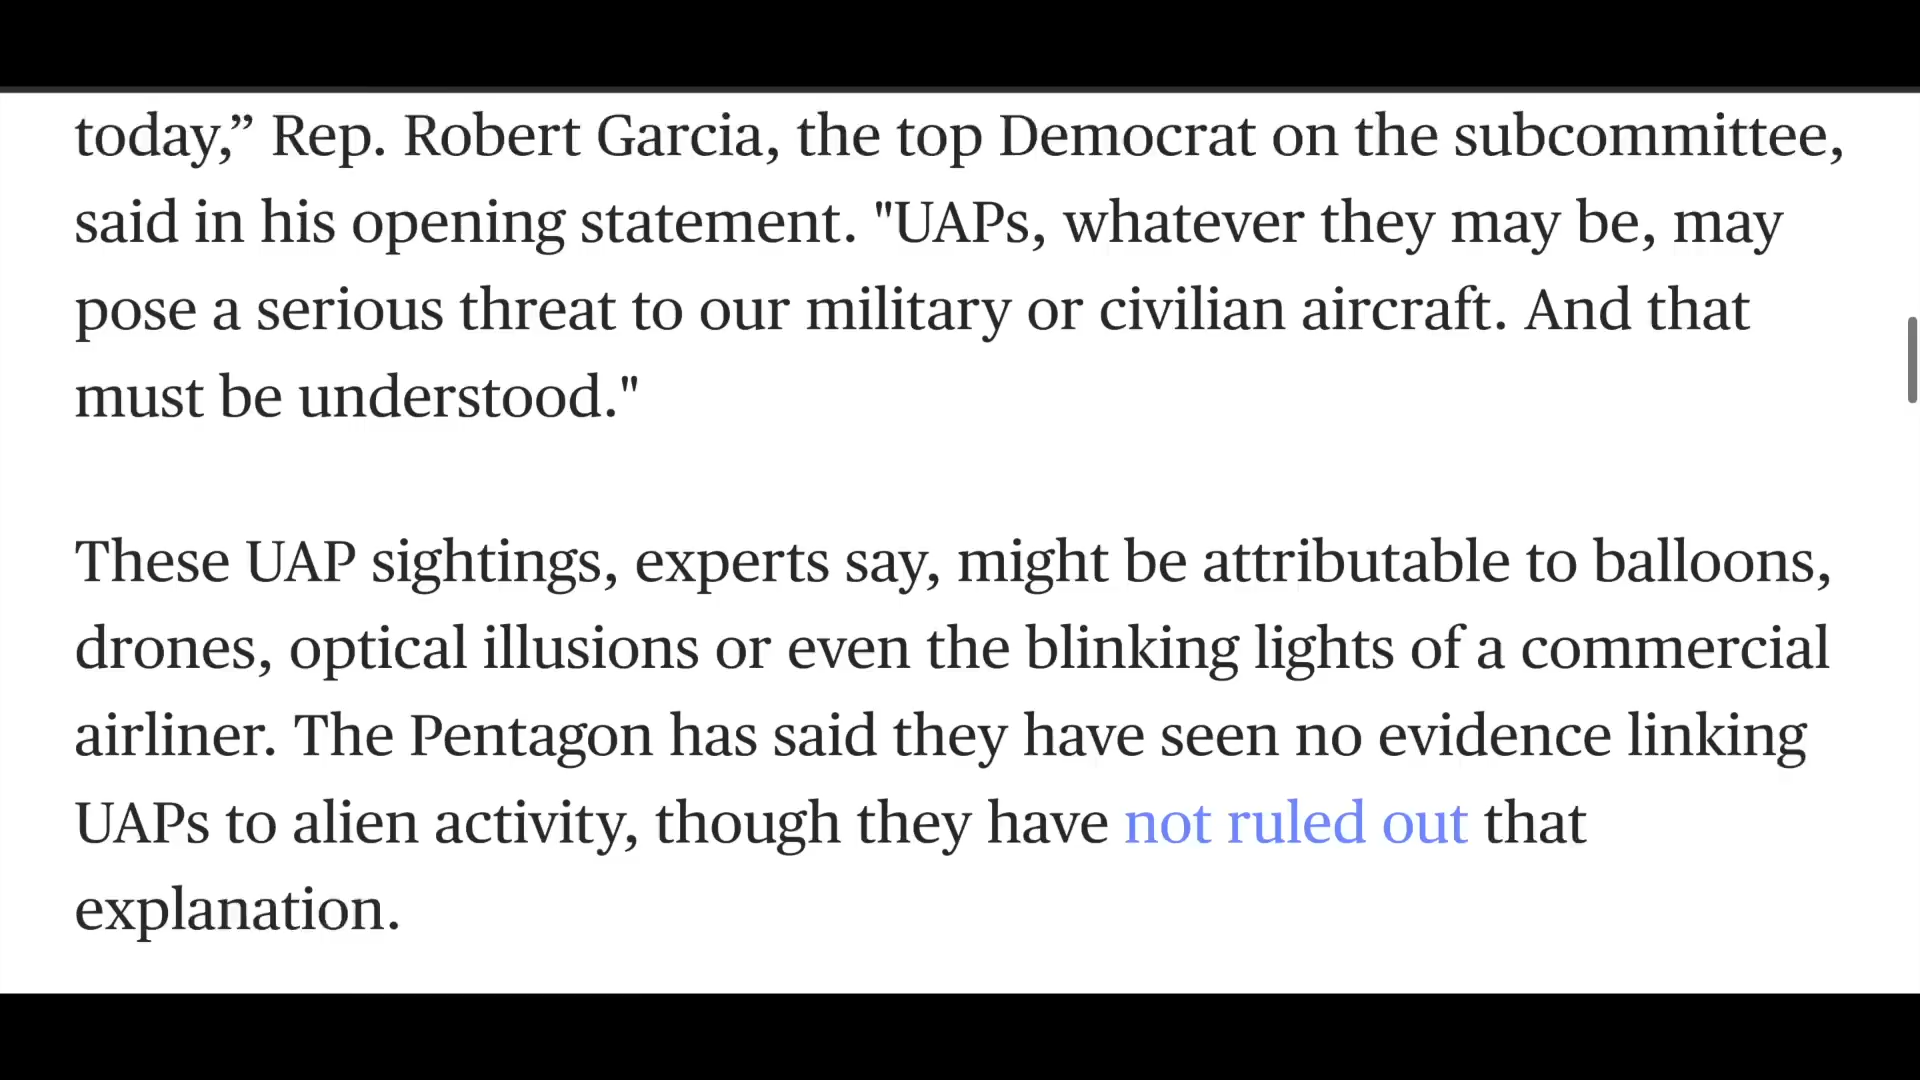 today,” Rep. Robert Garcia, the top Democrat on the subcommittee,
said in his opening statement. "UAPs, whatever they may be, may
pose a serious threat to our military or civilian aircraft. And that
must be understood."
These UAP sightings, experts say, might be attributable to balloons,
drones, optical illusions or even the blinking lights of a commercial
airliner. The Pentagon has said they have seen no evidence linking
UAPs to alien activity, though they have not ruled out that
explanation.